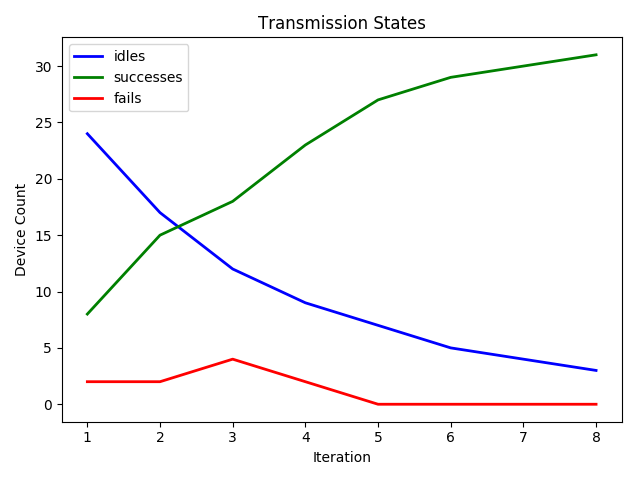 Transmission States
idles
successes
fails
Device Count
30
25
20
15
10
5
0
1 2 3 4 5 6 7 8
Iteration